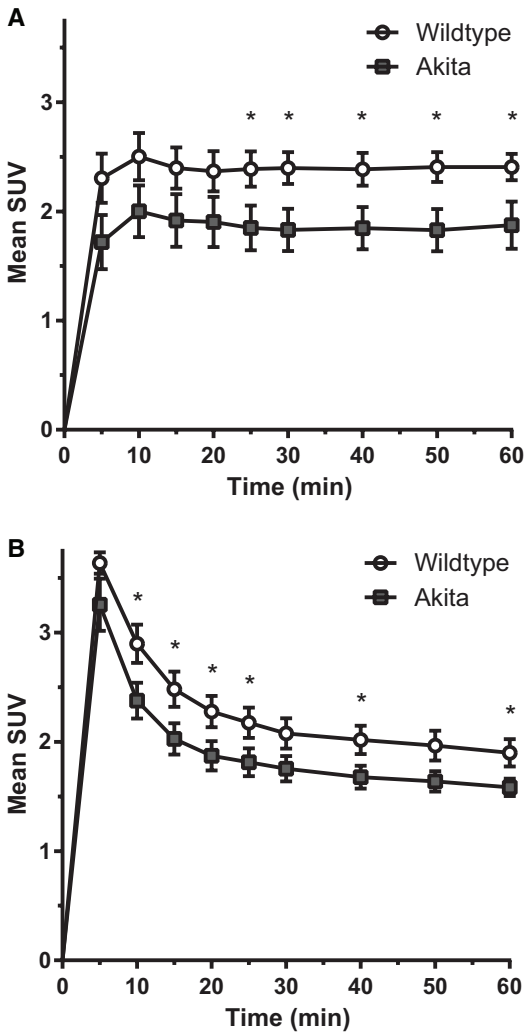 A
Wildtype
Akita
* * * * *
Mean SUV
3
2
1
0
0 10 20 30 40 50 60
Time (min)
B
Wildtype
Akita
* * * * * *
Mean SUV
3
2
1
0
0 10 20 30 40 50 60
Time (min)